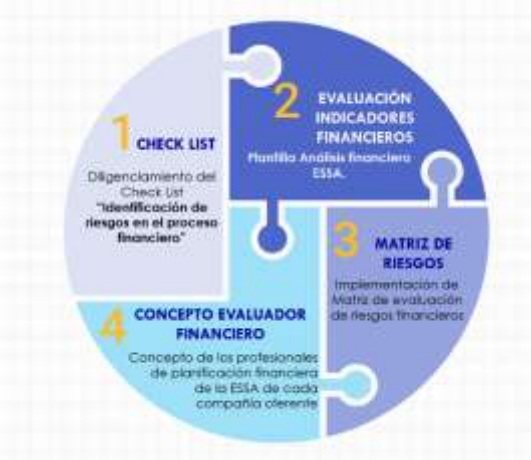 1 CHECK LIST
Diligenciamiento del
Check List
"Identificación de
riesgos en el proceso
financiero"
2 EVALUACIÓN
INDICADORES
FINANCIEROS
Plantilla Análisis financiero
ESSA.
3 MATRIZ DE
RIESGOS
Implementación de
Matriz de evaluación
de riesgos financieros
4 CONCEPTO EVALUADOR
FINANCIERO
Concepto de los profesionales
de planificación financiera
de la ESSA de cada
compañía oferente